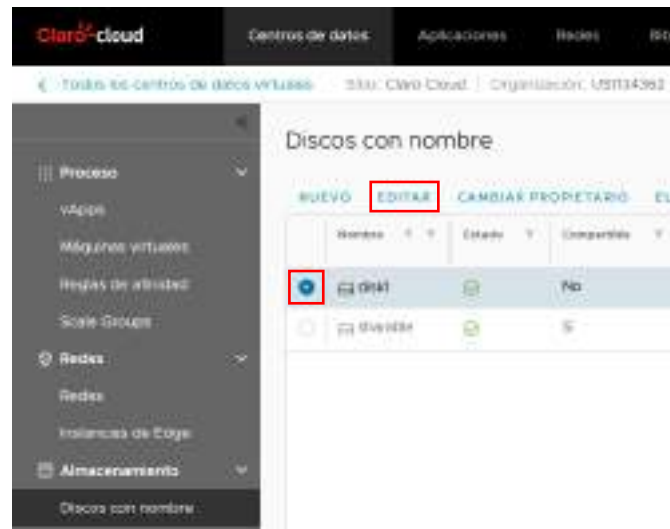 Claro-cloud
Centros de datos Aplicaciones Redes
Todos los centros de datos virtuales Sitio: Claro Cloud Organización:
Discos con nombre
NUEVO EDITAR CAMBIAR PROPIETARIO
Nombre Estado Compartido
disk1 No
Proceso
vApps
Máquinas virtuales
Reglas de afinidad
Scale Groups
Redes
Redes
Instancias de Edge
Almacenamiento
Discos con nombre